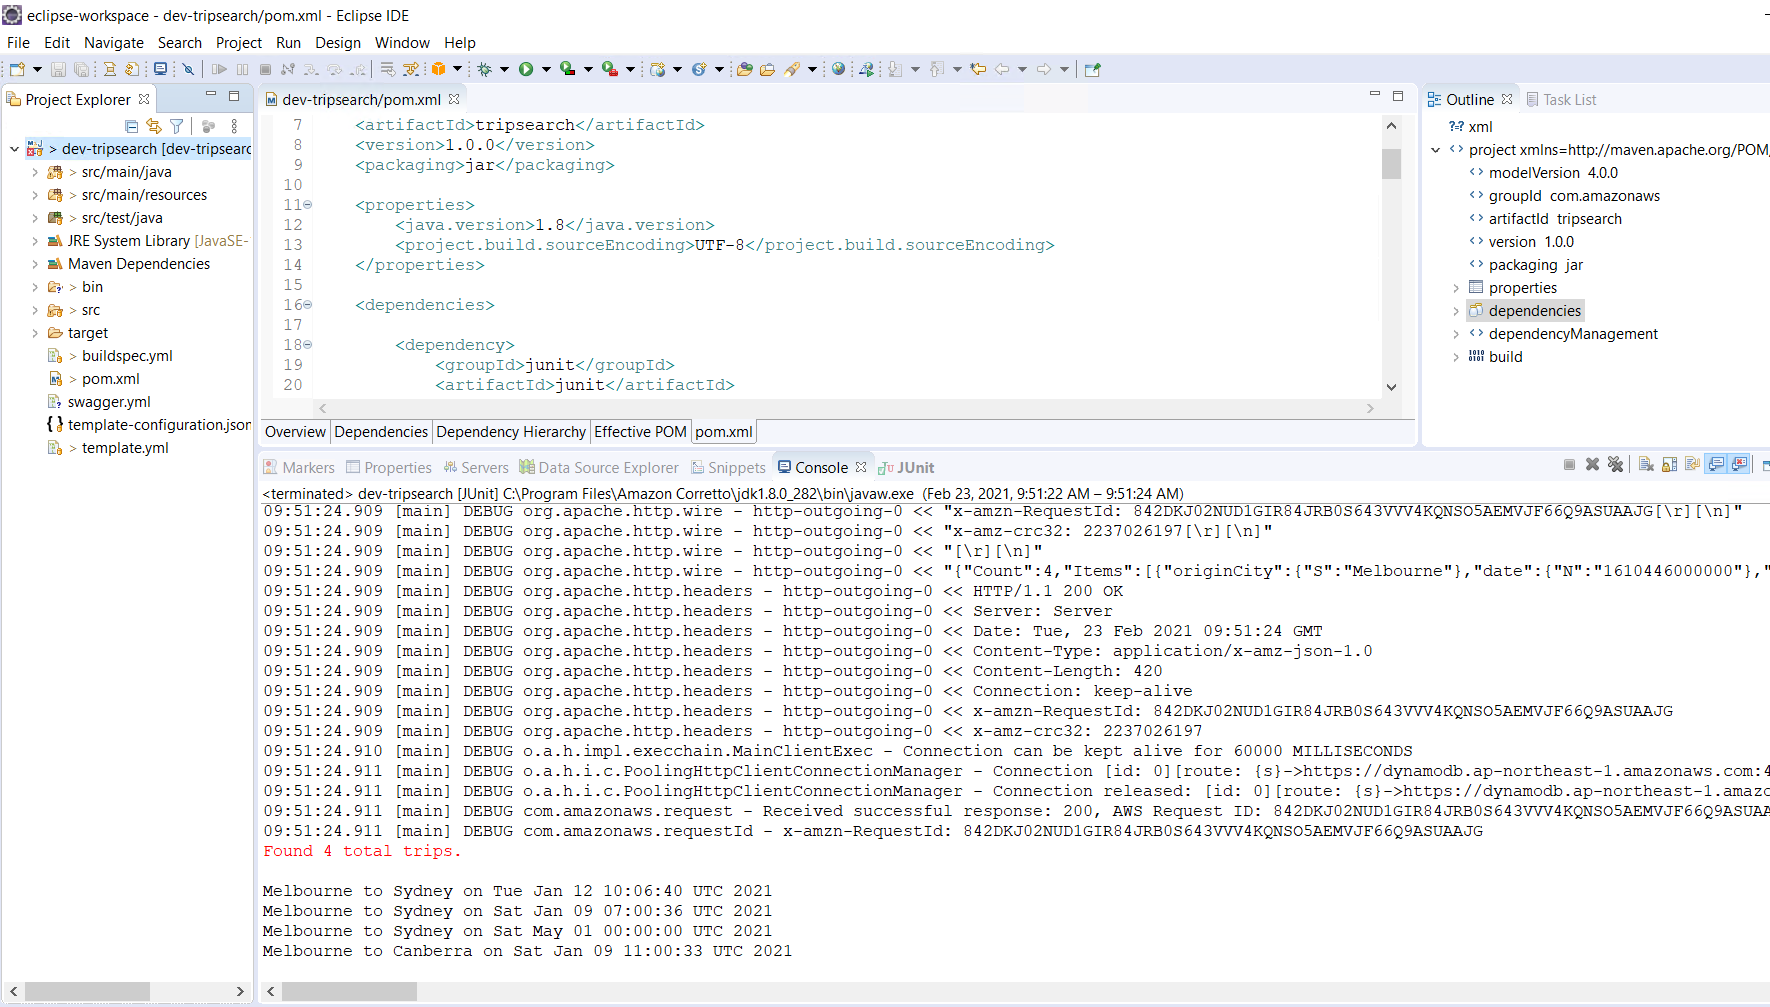 eclipse-workspace - dev-tripsearch/pom.xml - Eclipse IDE
File Edit Navigate Search Project Run Design Window Help
Project Explorer
> dev-tripsearch [dev-tripsearc
> src/main/java
> src/main/resources
> src/test/java
JRE System Library [JavaSE-
Maven Dependencies
> bin
> src
target
> buildspec.yml
> pom.xml
swagger.yml
template-configuration.json
> template.yml
dev-tripsearch/pom.xml
7 <artifactId>tripsearch</artifactId>
8 <version>1.0.0</version>
9 <packaging>jar</packaging>
10
11 <properties>
12 <java.version>1.8</java.version>
13 <project.build.sourceEncoding>UTF-8</project.build.sourceEncoding>
14 </properties>
15
16 <dependencies>
17
18 <dependency>
19 <groupId>junit</groupId>
20 <artifactId>junit</artifactId>
Overview Dependencies Dependency Hierarchy Effective POM pom.xml
Outline Task List
?-? xml
<> project xmlns=http://maven.apache.org/POM/
<> modelVersion 4.0.0
<> groupId com.amazonaws
<> artifactId tripsearch
<> version 1.0.0
<> packaging jar
properties
dependencies
<> dependencyManagement
build
Markers Properties Servers Data Source Explorer Snippets Console JUnit
<terminated> dev-tripsearch [JUnit] C:\Program Files\Amazon Corretto\jdk1.8.0_282\bin\javaw.exe (Feb 23, 2021, 9:51:22 AM – 9:51:24 AM)
09:51:24.909 [main] DEBUG org.apache.http.wire - http-outgoing-0 << "x-amzn-RequestId: 842DKJ02NUD1GIR84JRB0S643VVV4KQNSO5AEMVJF66Q9ASUAAJG[\r][\n]"
09:51:24.909 [main] DEBUG org.apache.http.wire - http-outgoing-0 << "x-amz-crc32: 2237026197[\r][\n]"
09:51:24.909 [main] DEBUG org.apache.http.wire - http-outgoing-0 << "[\r][\n]"
09:51:24.909 [main] DEBUG org.apache.http.wire - http-outgoing-0 << "{"Count":4,"Items":[{"originCity":{"S":"Melbourne"},"date":{"N":"1610446000000"},"
09:51:24.909 [main] DEBUG org.apache.http.headers - http-outgoing-0 << HTTP/1.1 200 OK
09:51:24.909 [main] DEBUG org.apache.http.headers - http-outgoing-0 << Server: Server
09:51:24.909 [main] DEBUG org.apache.http.headers - http-outgoing-0 << Date: Tue, 23 Feb 2021 09:51:24 GMT
09:51:24.909 [main] DEBUG org.apache.http.headers - http-outgoing-0 << Content-Type: application/x-amz-json-1.0
09:51:24.909 [main] DEBUG org.apache.http.headers - http-outgoing-0 << Content-Length: 420
09:51:24.909 [main] DEBUG org.apache.http.headers - http-outgoing-0 << Connection: keep-alive
09:51:24.909 [main] DEBUG org.apache.http.headers - http-outgoing-0 << x-amzn-RequestId: 842DKJ02NUD1GIR84JRB0S643VVV4KQNSO5AEMVJF66Q9ASUAAJG
09:51:24.909 [main] DEBUG org.apache.http.headers - http-outgoing-0 << x-amz-crc32: 2237026197
09:51:24.910 [main] DEBUG o.a.h.impl.execchain.MainClientExec - Connection can be kept alive for 60000 MILLISECONDS
09:51:24.911 [main] DEBUG o.a.h.i.c.PoolingHttpClientConnectionManager - Connection [id: 0][route: {s}->https://dynamodb.ap-northeast-1.amazonaws.com:4
09:51:24.911 [main] DEBUG o.a.h.i.c.PoolingHttpClientConnectionManager - Connection released: [id: 0][route: {s}->https://dynamodb.ap-northeast-1.amazo
09:51:24.911 [main] DEBUG com.amazonaws.request - Received successful response: 200, AWS Request ID: 842DKJ02NUD1GIR84JRB0S643VVV4KQNSO5AEMVJF66Q9ASUAA
09:51:24.911 [main] DEBUG com.amazonaws.requestId - x-amzn-RequestId: 842DKJ02NUD1GIR84JRB0S643VVV4KQNSO5AEMVJF66Q9ASUAAJG
Found 4 total trips.
Melbourne to Sydney on Tue Jan 12 10:06:40 UTC 2021
Melbourne to Sydney on Sat Jan 09 07:00:36 UTC 2021
Melbourne to Sydney on Sat May 01 00:00:00 UTC 2021
Melbourne to Canberra on Sat Jan 09 11:00:33 UTC 2021